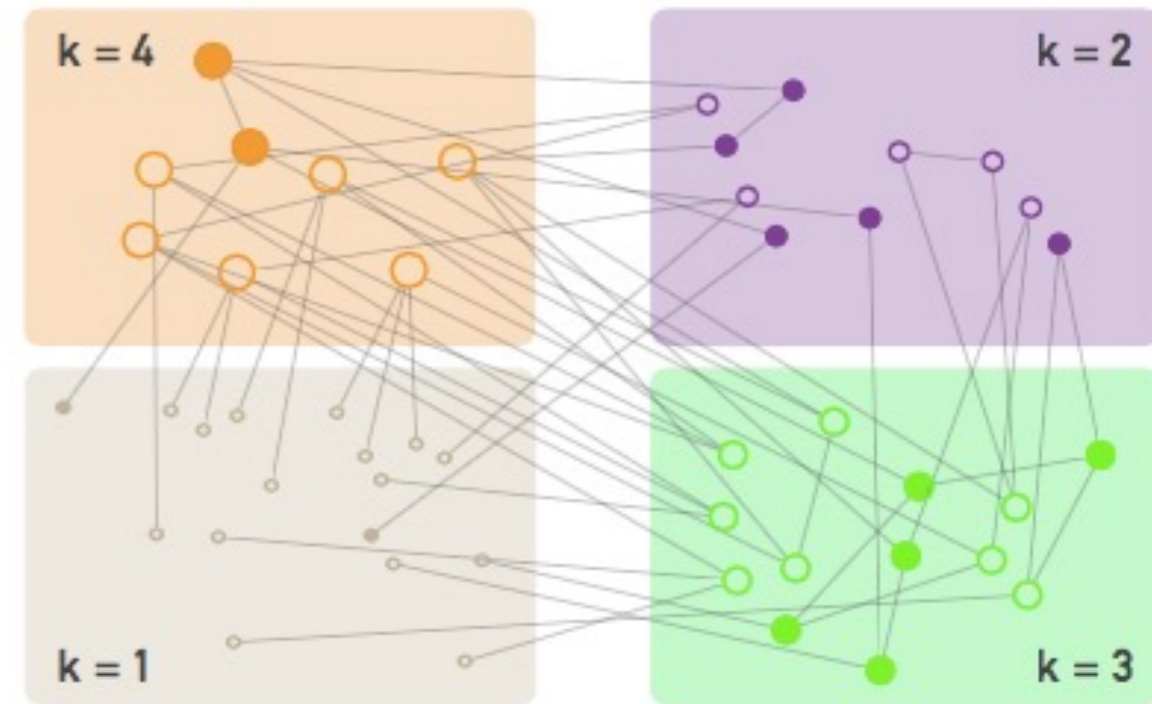 k = 4
k = 2
k = 1
k = 3